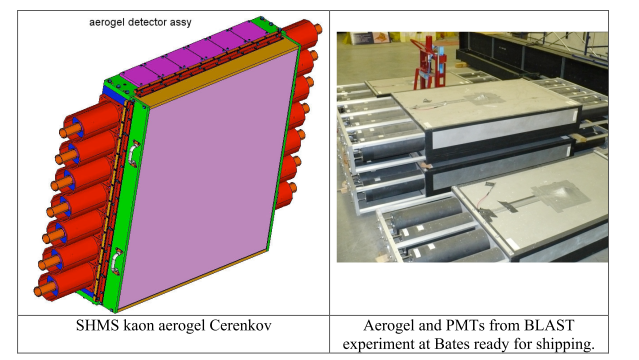 aerogel detector assy
SHMS kaon aerogel Cerenkov
Aerogel and PMTs from BLAST
experiment at Bates ready for shipping.